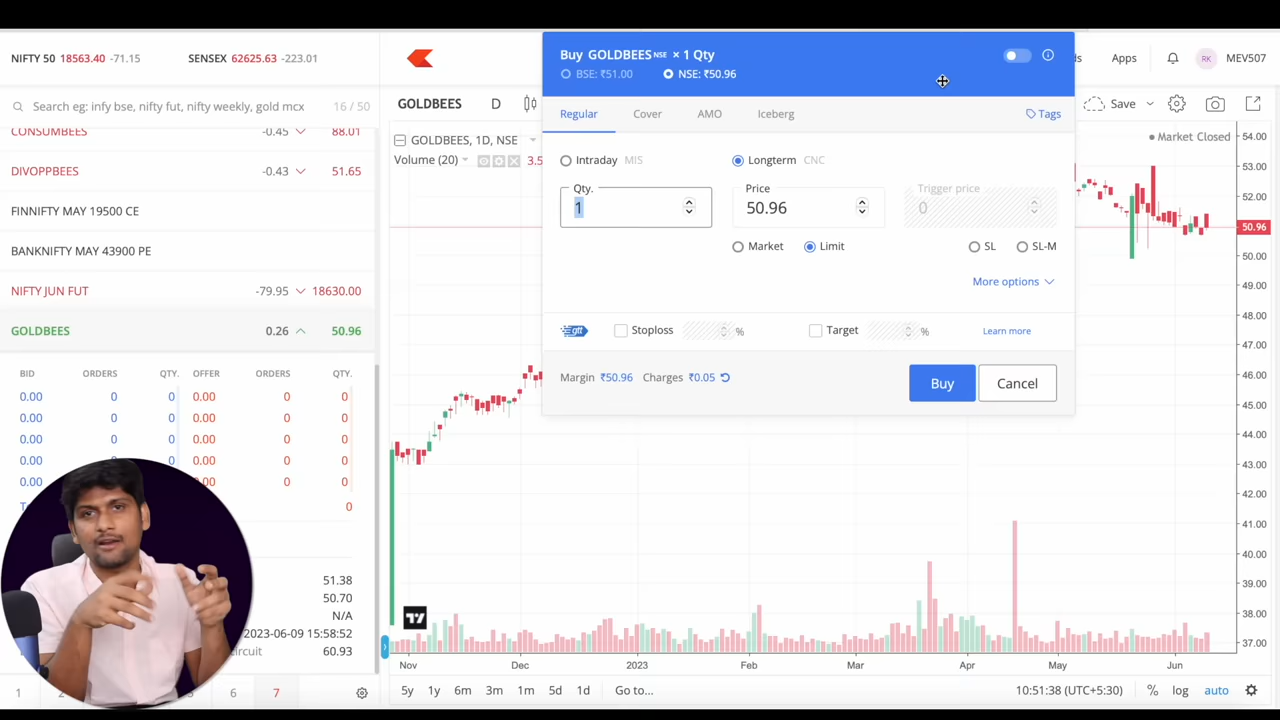 NIFTY 50 18563.40 -71.15
SENSEX 62625.63 -223.01
Search eg: infy bse, nifty fut, nifty weekly, gold mcx 16 / 50
CONSUMBEES -0.45 88.01
DIVOPPBEES -0.43 51.65
FINNIFTY MAY 19500 CE
BANKNIFTY MAY 43900 PE
NIFTY JUN FUT -79.95 18630.00
GOLDBEES 0.26 50.96
BID ORDERS QTY. OFFER ORDERS QTY.
0.00 0 0 0.00 0 0
0.00 0 0 0.00 0 0
0.00 0 0 0.00 0 0
0.00 0 0 0.00 0 0
0.00 0 0 0.00 0 0
0
51.38
50.70
N/A
2023-06-09 15:58:52
circuit 60.93
1 2 6 7
Apps RK MEV507
GOLDBEES D
Save
GOLDBEES, 1D, NSE
Volume (20) 3.5
Market Closed
Buy GOLDBEES NSE × 1 Qty
BSE: ₹51.00 NSE: ₹50.96
Regular Cover AMO Iceberg Tags
Intraday MIS Longterm CNC
Qty. Price Trigger price
1 50.96 0
Market Limit SL SL-M
More options
gtt Stoploss % Target % Learn more
Margin ₹50.96 Charges ₹0.05 Buy Cancel
54.00
53.00
52.00
50.96
50.00
49.00
48.00
47.00
46.00
45.00
44.00
43.00
42.00
41.00
40.00
39.00
38.00
37.00
Nov Dec 2023 Feb Mar Apr May Jun
5y 1y 6m 3m 1m 5d 1d Go to... 10:51:38 (UTC+5:30) % log auto